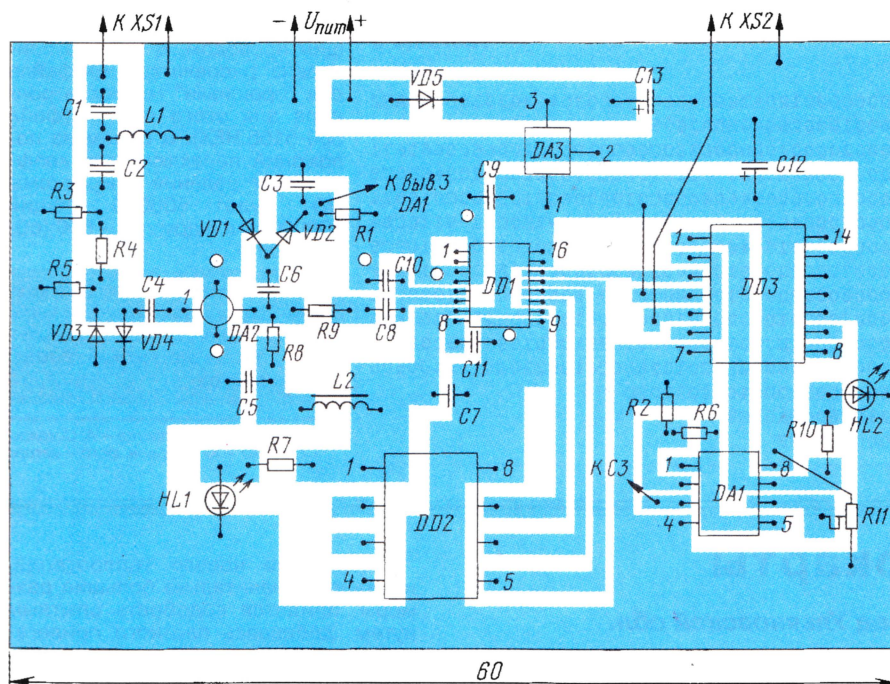 К XS1
- Uпит +
К XS2
C1
L1
VD5
C13
3
DA3
2
1
C2
C3
К выв.3
DA1
C9
C12
R3
R4
VD1
VD2
R1
1
16
1
14
R5
C4
C6
C10
DD1
DD3
1
DA2
R9
C8
8
9
VD3
VD4
R8
C11
7
8
C5
L2
C7
R2
R6
R10
HL2
R7
1
8
К C3
1
8
HL1
DD2
DA1
R11
4
5
4
5
60